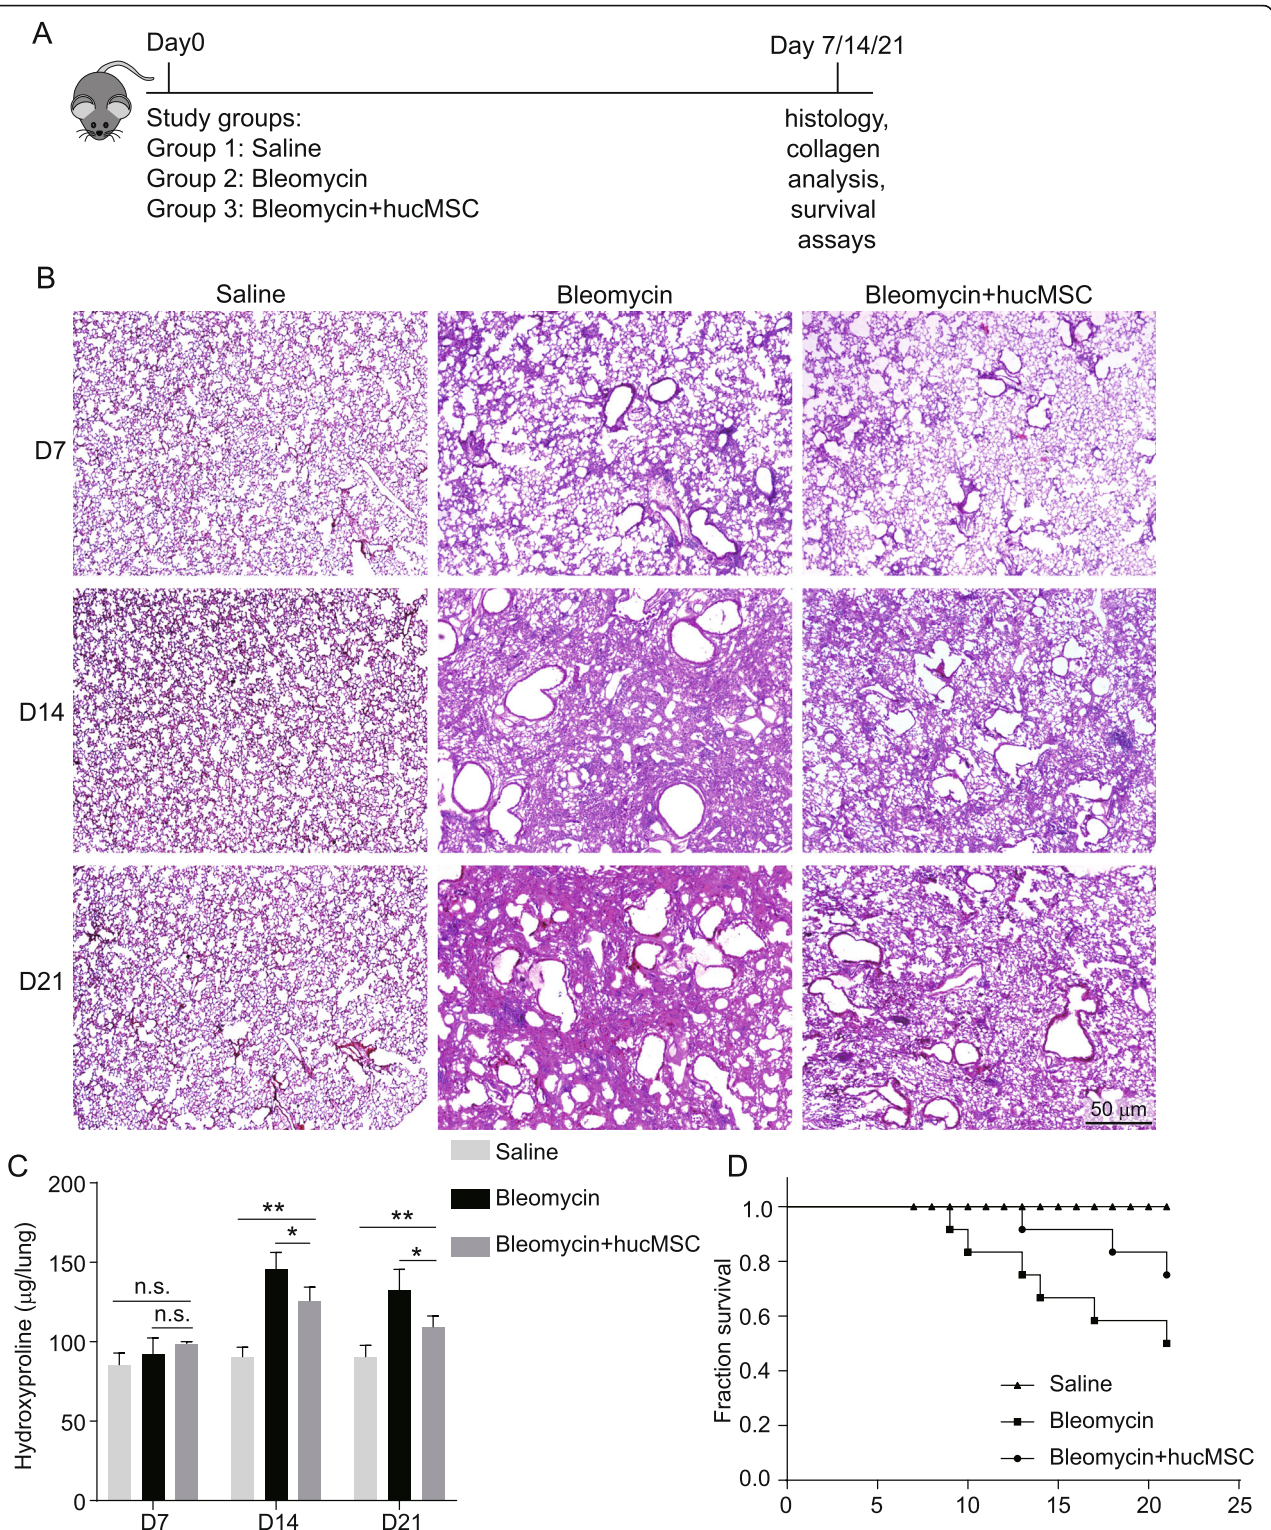 A
Day0
Day 7/14/21
Study groups:
Group 1: Saline
Group 2: Bleomycin
Group 3: Bleomycin+hucMSC
histology,
collagen
analysis,
survival
assays
B
Saline
Bleomycin
Bleomycin+hucMSC
D7
D14
D21
50 μm
C
Saline
Bleomycin
Bleomycin+hucMSC
Hydroxyproline (μg/lung)
200
150
100
50
0
n.s.
n.s.
**
*
**
*
D7
D14
D21
D
Fraction survival
1.0
0.8
0.6
0.4
0.2
0.0
Saline
Bleomycin
Bleomycin+hucMSC
0
5
10
15
20
25